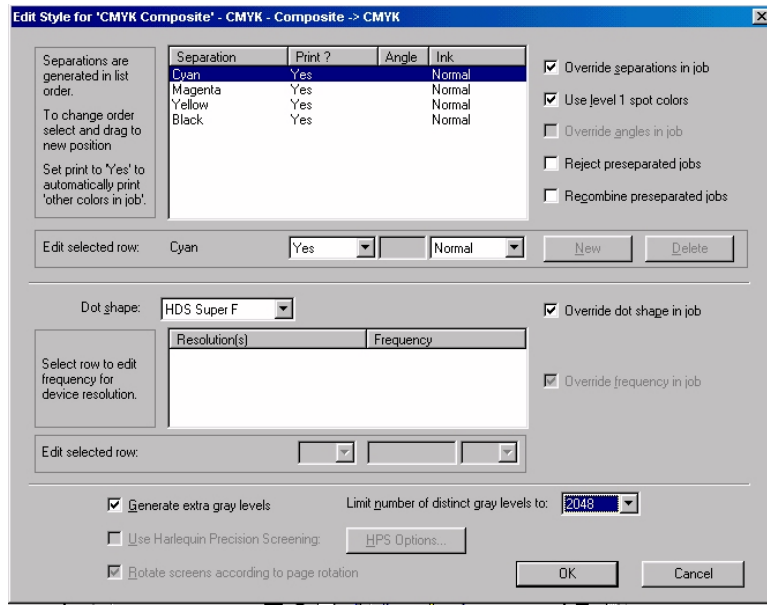 Edit Style for 'CMYK Composite' - CMYK - Composite -> CMYK
Separations are
generated in list
order.
To change order
select and drag to
new position
Set print to 'Yes' to
automatically print
'other colors in job'.
Separation Print ? Angle Ink
Cyan Yes Normal
Magenta Yes Normal
Yellow Yes Normal
Black Yes Normal
Override separations in job
Use level 1 spot colors
Override angles in job
Reject preseparated jobs
Recombine preseparated jobs
Edit selected row: Cyan Yes Normal New Delete
Dot shape: HDS Super F
Override dot shape in job
Select row to edit
frequency for
device resolution.
Resolution(s) Frequency
Override frequency in job
Edit selected row:
Generate extra gray levels
Limit number of distinct gray levels to: 2048
Use Harlequin Precision Screening:
HPS Options...
Rotate screens according to page rotation
OK Cancel